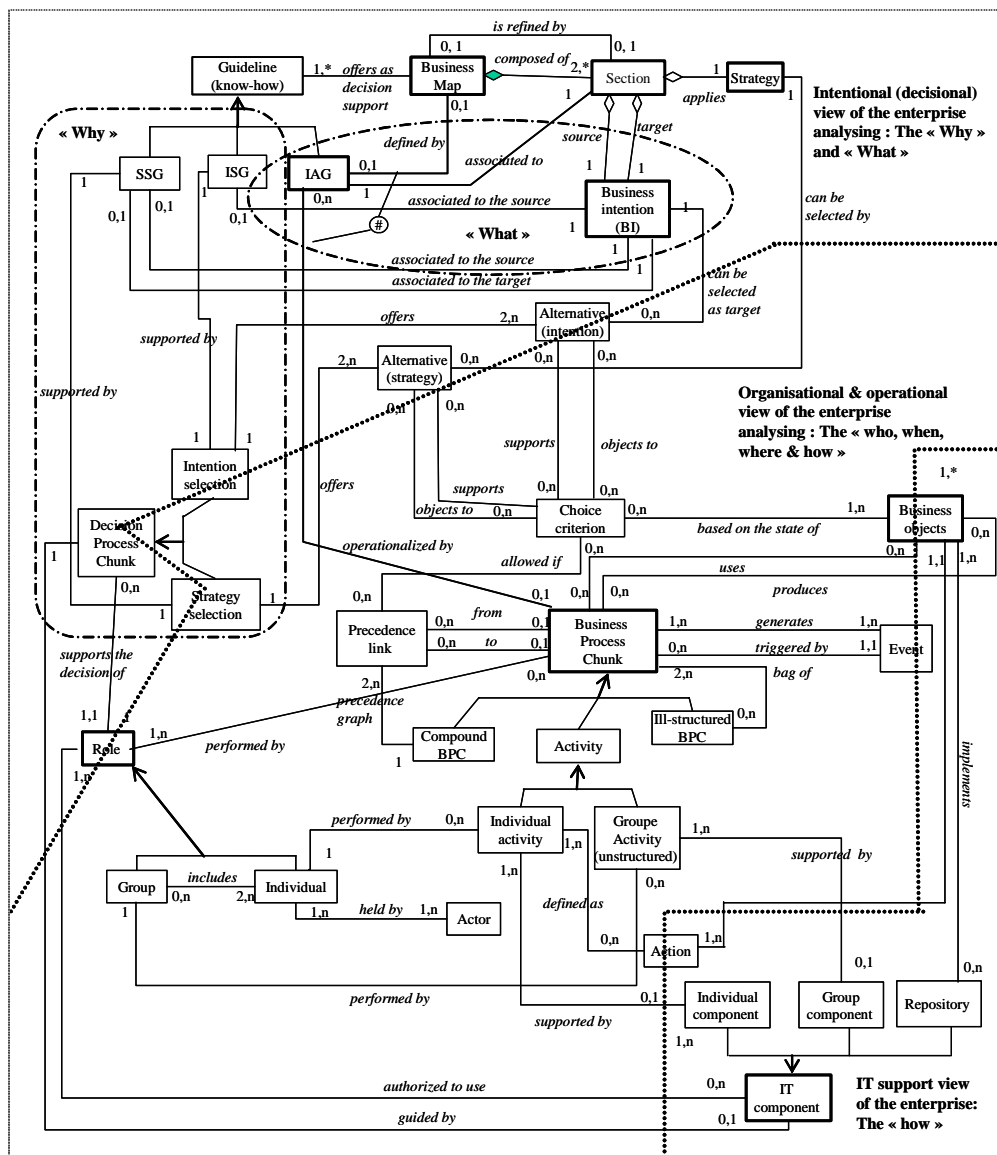 is refined by
0, 1
0, 1
Guideline
(know-how)
1,*
offers as
decision
support
Business
Map
composed of
2,*
Section
1
applies
Strategy
1
1
0,1
Intentional (decisional)
view of the enterprise
analysing : The « Why »
and « What »
« Why »
defined by
source
target
SSG
ISG
IAG
0,1
associated to
1
1
1
1
0,n
1
Business
intention
(BI)
1
0,1
0,1
0,1
associated to the source
#
« What »
1
can be
selected by
associated to the source
1
1
associated to the target
can be
selected
as target
offers
2,n
Alternative
(intention)
0,n
supported by
2,n
Alternative
(strategy)
0,n
0,n
0,n
supported by
0,n
0,n
Organisational & operational
view of the enterprise
analysing : The « who, when,
where & how »
1
1
supports
objects to
Intention
selection
offers
1,*
supports
0,n
0,n
objects to
0,n
Choice
criterion
0,n
based on the state of
1,n
Business
objects
Decision
Process
Chunk
1
operationalized by
0,n
0,n
1,1
1,n
0,n
allowed if
uses
0,n
produces
0,n
0,1
0,n
0,n
Strategy
selection
1
1
Precedence
link
0,n
from
0,1
Business
Process
Chunk
1,n
generates
1,n
Event
0,n
to
0,1
0,n
triggered by
1,1
supports the
decision of
0,n
2,n
bag of
2,n
precedence
graph
1,1
Ill-structured
BPC
0,n
Role
1,n
performed by
Compound
BPC
1
Activity
1,n
implements
performed by
0,n
Individual
activity
1,n
Groupe
Activity
(unstructured)
1,n
1
supported by
1,n
0,n
Group
includes
0,n
2,n
Individual
1
1,n
held by
1,n
Actor
defined as
0,n
Action
1,n
0,1
0,n
performed by
0,1
supported by
Individual
component
Group
component
Repository
1,n
authorized to use
0,n
IT
component
guided by
0,1
IT support view
of the enterprise:
The « how »